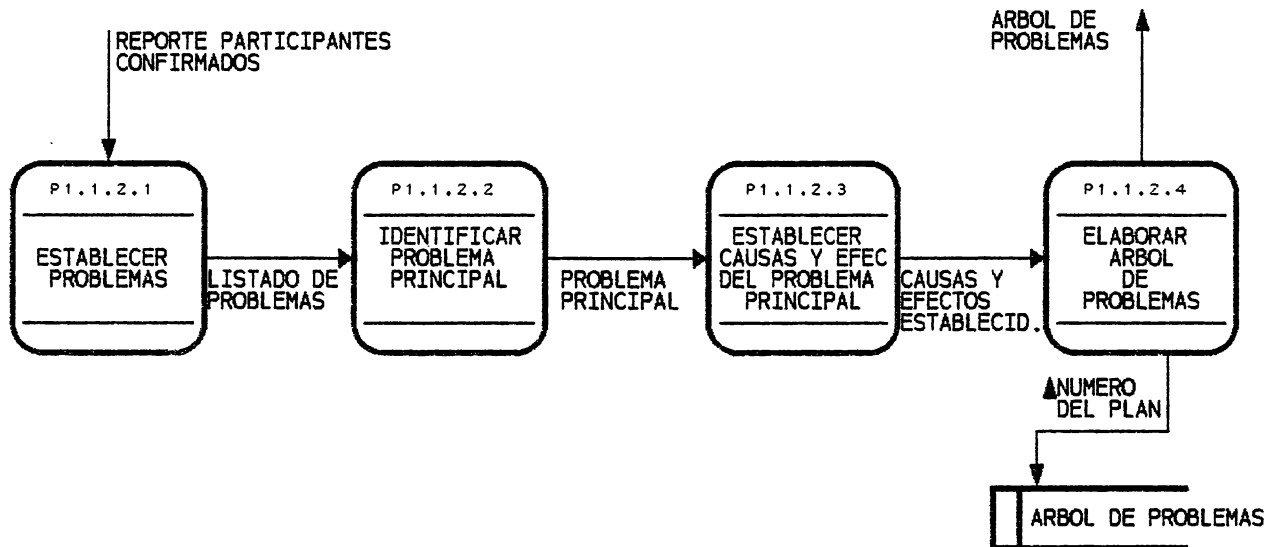 REPORTE PARTICIPANTES
CONFIRMADOS
ARBOL DE
PROBLEMAS
P1.1.2.1
ESTABLECER
PROBLEMAS
LISTADO DE
PROBLEMAS
P1.1.2.2
IDENTIFICAR
PROBLEMA
PRINCIPAL
PROBLEMA
PRINCIPAL
P1.1.2.3
ESTABLECER
CAUSAS Y EFEC
DEL PROBLEMA
PRINCIPAL
CAUSAS Y
EFECTOS
ESTABLECID.
P1.1.2.4
ELABORAR
ARBOL
DE
PROBLEMAS
NUMERO
DEL PLAN
ARBOL DE PROBLEMAS